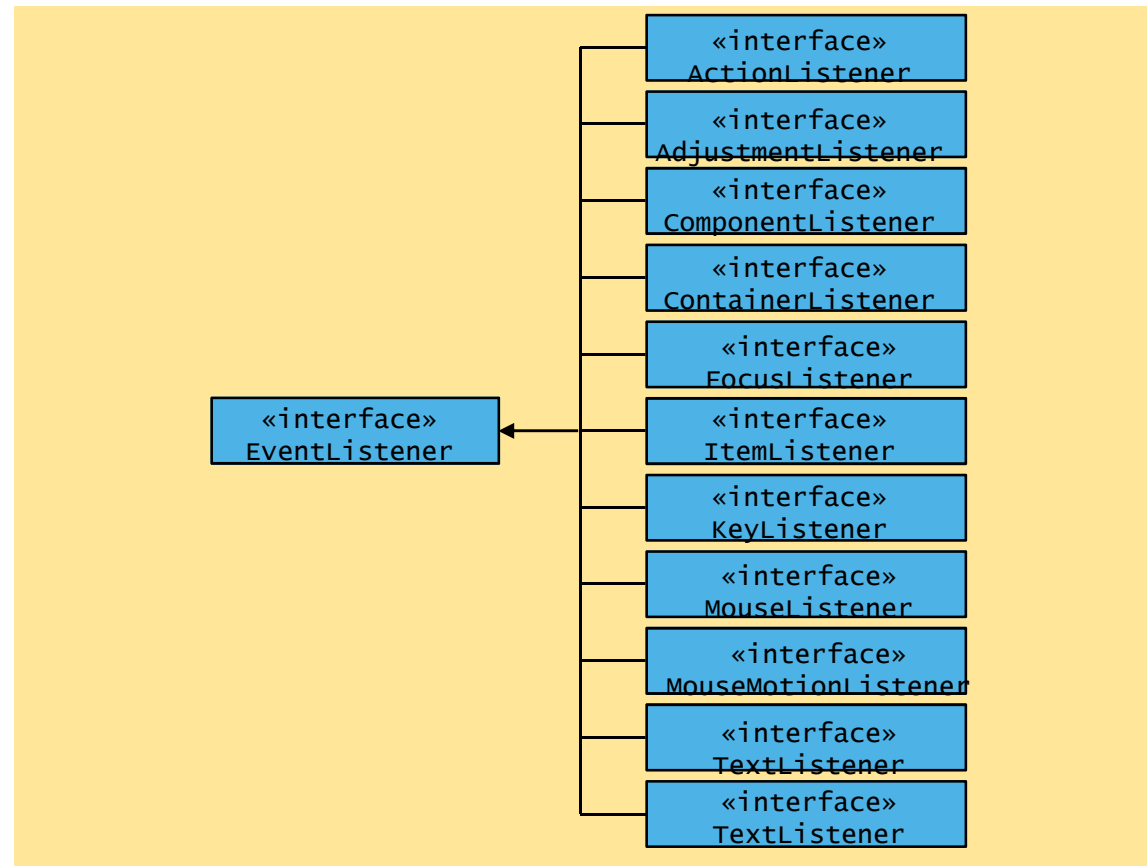 «interface»
ActionListener
«interface»
AdjustmentListener
«interface»
ComponentListener
«interface»
ContainerListener
«interface»
FocusListener
«interface»
EventListener
«interface»
ItemListener
«interface»
KeyListener
«interface»
MouseListener
«interface»
MouseMotionListener
«interface»
TextListener
«interface»
TextListener